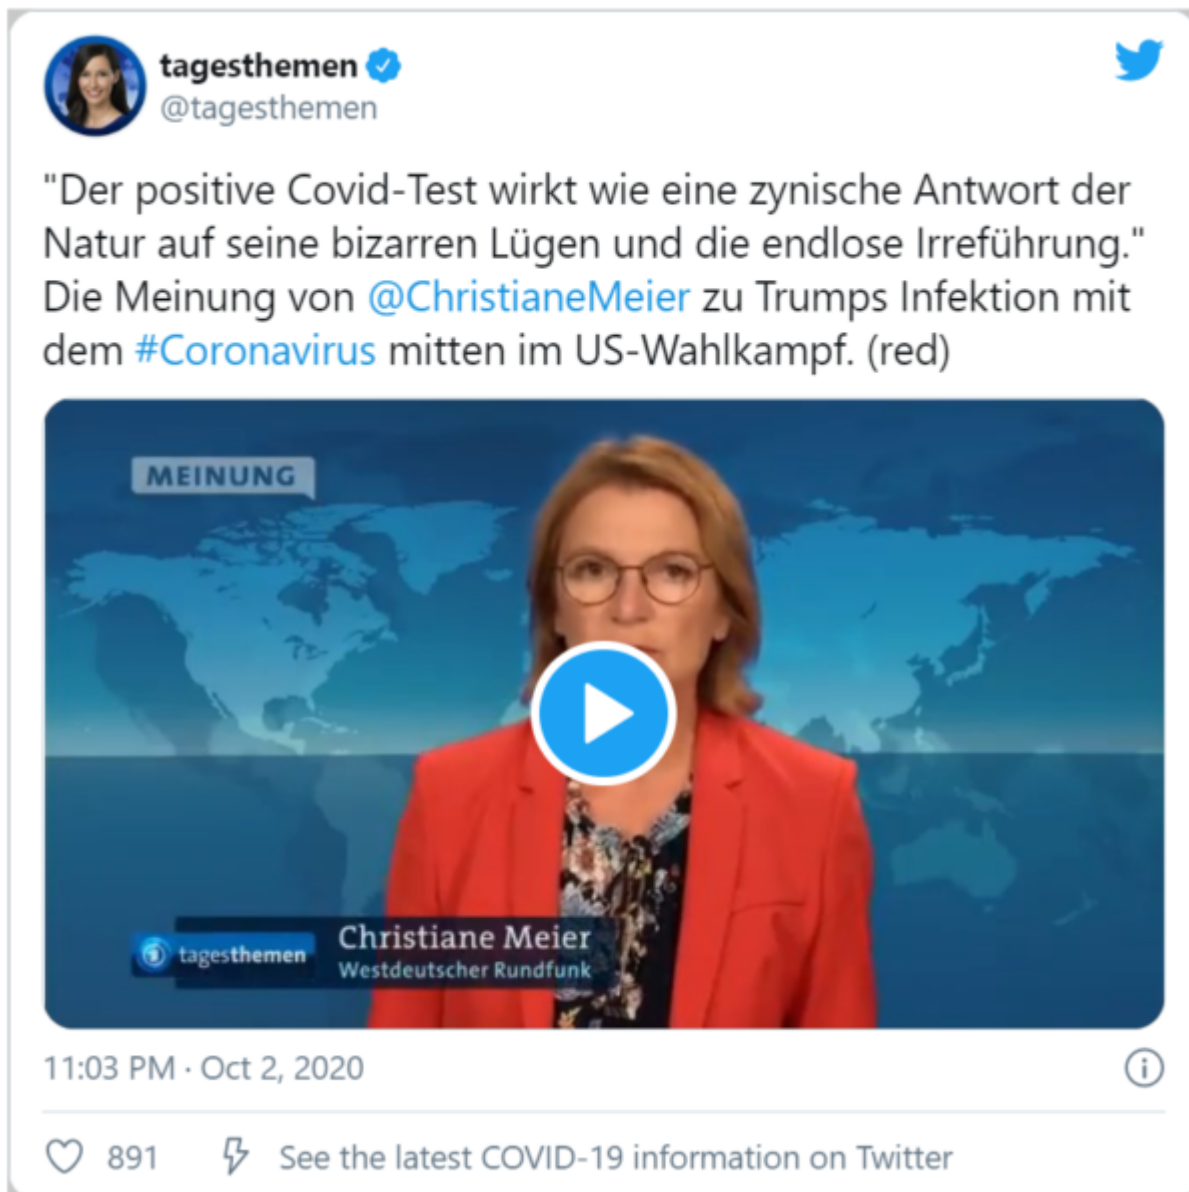 tagesthemen
@tagesthemen
"Der positive Covid-Test wirkt wie eine zynische Antwort der
Natur auf seine bizarren Lügen und die endlose Irreführung."
Die Meinung von @ChristianeMeier zu Trumps Infektion mit
dem #Coronavirus mitten im US-Wahlkampf. (red)
MEINUNG
Christiane Meier
tagesthemen
Westdeutscher Rundfunk
11:03 PM · Oct 2, 2020
891
See the latest COVID-19 information on Twitter